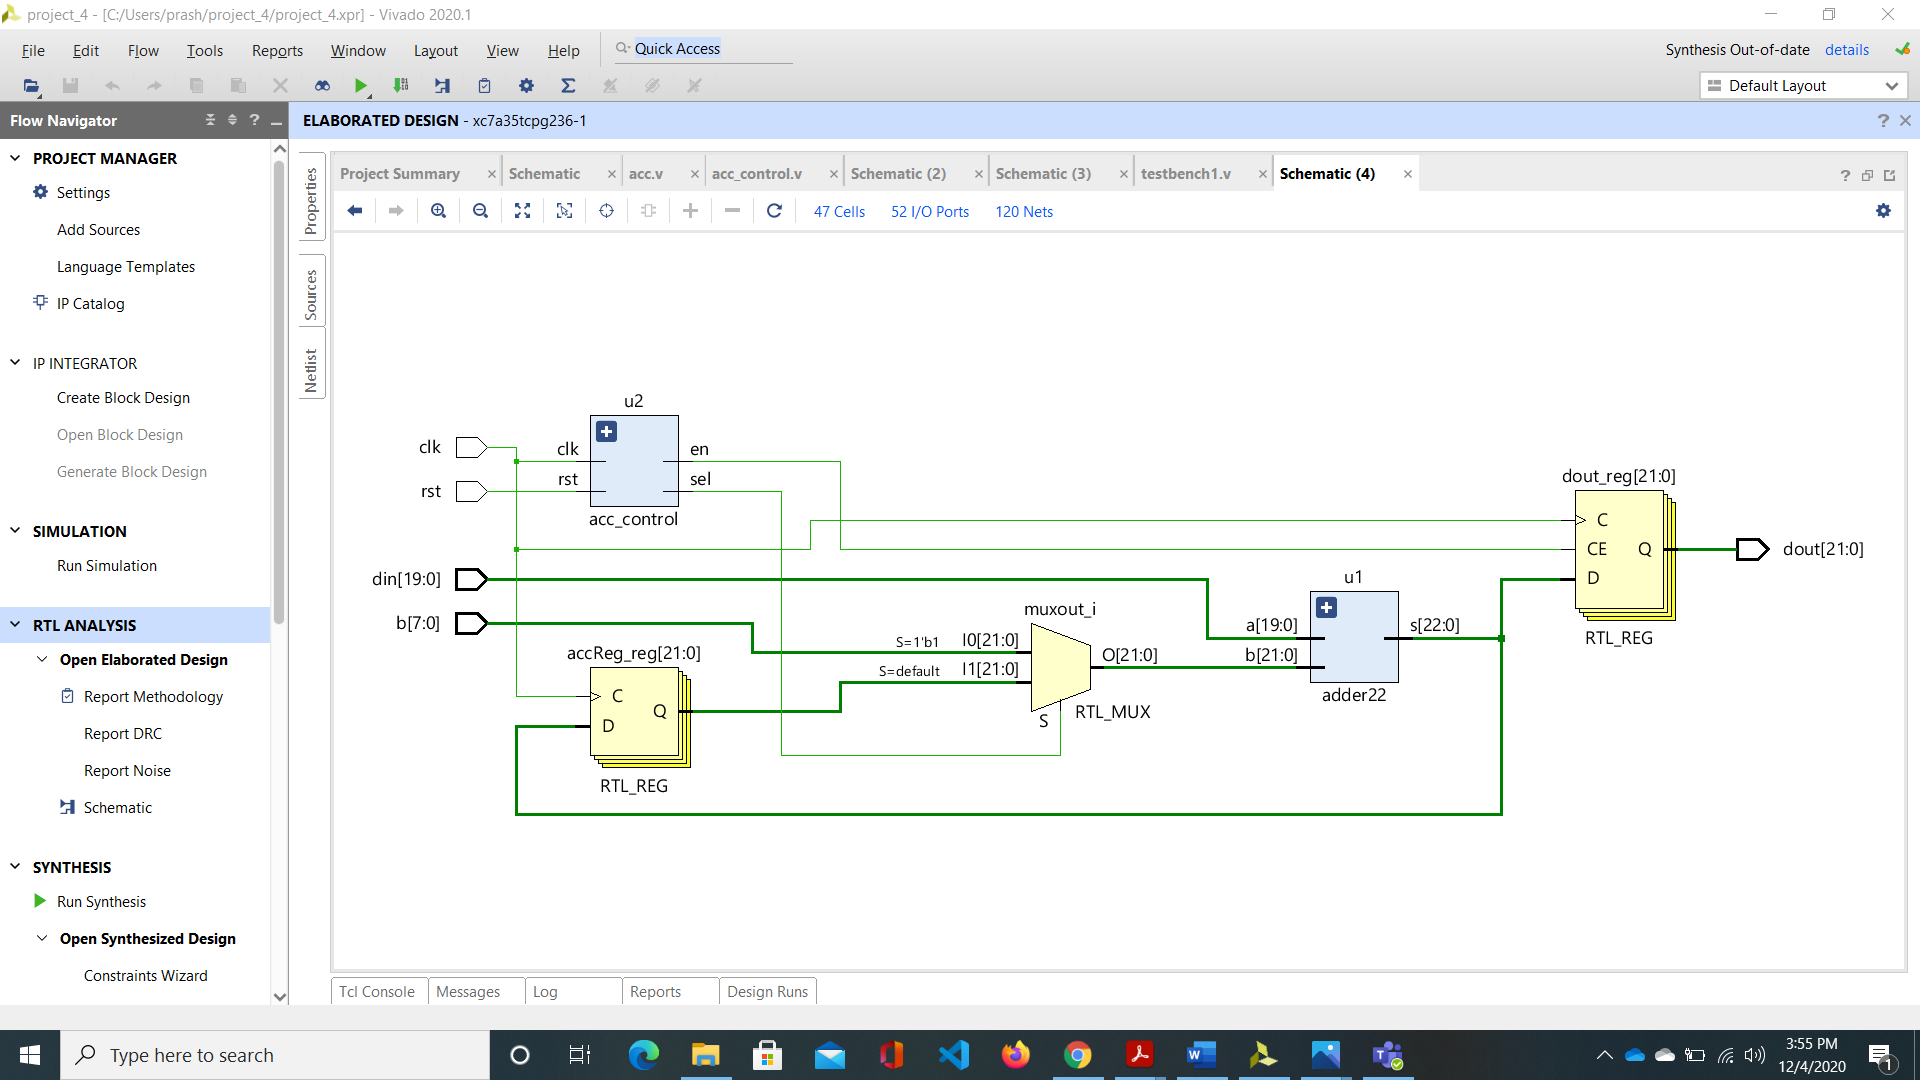 project_4 - [C:/Users/prash/project_4/project_4.xpr] - Vivado 2020.1
File Edit Flow Tools Reports Window Layout View Help Quick Access
Synthesis Out-of-date details
Default Layout
Flow Navigator
ELABORATED DESIGN - xc7a35tcpg236-1
PROJECT MANAGER
Settings
Add Sources
Language Templates
IP Catalog
IP INTEGRATOR
Create Block Design
Open Block Design
Generate Block Design
SIMULATION
Run Simulation
RTL ANALYSIS
Open Elaborated Design
Report Methodology
Report DRC
Report Noise
Schematic
SYNTHESIS
Run Synthesis
Open Synthesized Design
Constraints Wizard
Properties
Sources
Netlist
Project Summary Schematic acc.v acc_control.v Schematic (2) Schematic (3) testbench1.v Schematic (4)
47 Cells 52 I/O Ports 120 Nets
u2
clk clk en
rst rst sel
acc_control
dout_reg[21:0]
C
CE Q
D
dout[21:0]
RTL_REG
din[19:0]
b[7:0]
u1
a[19:0] s[22:0]
b[21:0]
adder22
muxout_i
S=1'b1 I0[21:0]
S=default I1[21:0]
O[21:0]
S
RTL_MUX
accReg_reg[21:0]
C
Q
D
RTL_REG
Tcl Console Messages Log Reports Design Runs
Type here to search
3:55 PM
12/4/2020
1